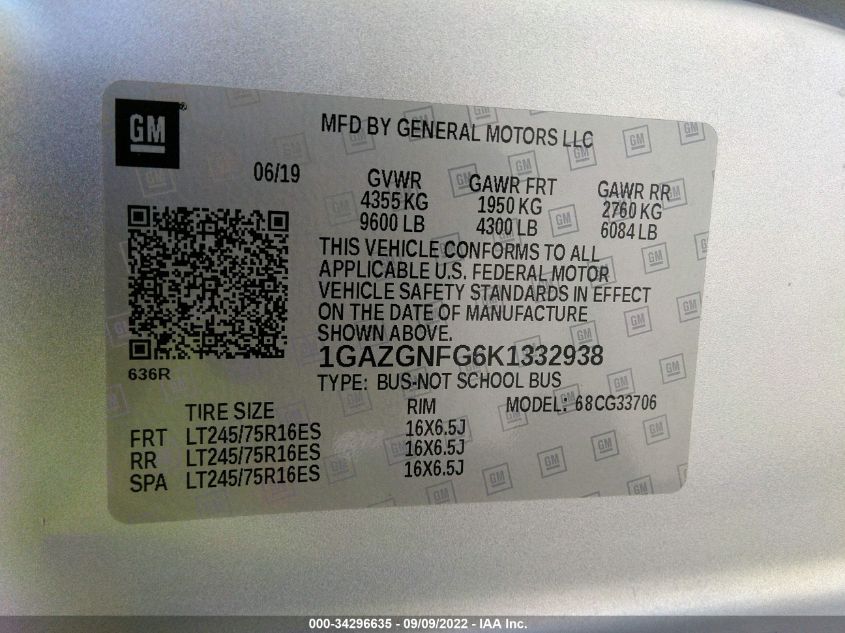 GM
MFD BY GENERAL MOTORS LLC
06/19
GVWR GAWR FRT GAWR RR
4355 KG 1950 KG 2760 KG
9600 LB 4300 LB 6084 LB
THIS VEHICLE CONFORMS TO ALL
APPLICABLE U.S. FEDERAL MOTOR
VEHICLE SAFETY STANDARDS IN EFFECT
ON THE DATE OF MANUFACTURE
SHOWN ABOVE.
1GAZGNFG6K1332938
636R
TYPE: BUS-NOT SCHOOL BUS
TIRE SIZE RIM MODEL: 68CG33706
FRT LT245/75R16ES 16X6.5J
RR LT245/75R16ES 16X6.5J
SPA LT245/75R16ES 16X6.5J
000-34296635 - 09/09/2022 - IAA Inc.